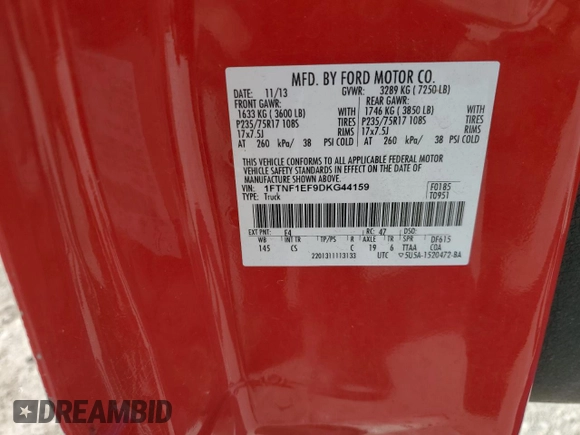 MFD. BY FORD MOTOR CO.
DATE: 11/13 GVWR: 3289 KG ( 7250-LB)
FRONT GAWR: REAR GAWR:
1633 KG ( 3600 LB) WITH 1746 KG ( 3850 LB) WITH
P235/75R17 108S TIRES P235/75R17 108S TIRES
17x7.5J RIMS 17x7.5J RIMS
AT 260 kPa/ 38 PSI COLD AT 260 kPa/ 38 PSI COLD
THIS VEHICLE CONFORMS TO ALL APPLICABLE FEDERAL MOTOR
VEHICLE SAFETY STANDARDS IN EFFECT ON THE DATE OF
MANUFACTURE SHOWN ABOVE.
VIN: 1FTNF1EF9DKG44159 F0185
TYPE: Truck T0951
EXT PNT: E4 RC: 47 DF615
WB INT TR TP/PS R AXLE TR SPR
145 CS C 19 6 TTAA COA
2201311113133 UTC 5U5A-1520472-BA
DREAMBID